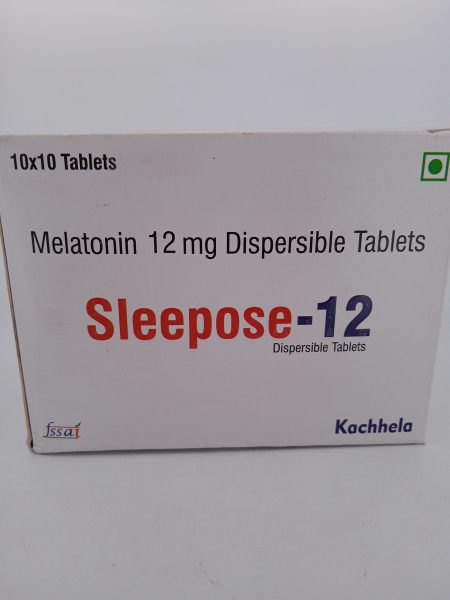 10x10 Tablets
Melatonin 12 mg Dispersible Tablets
Sleepose-12
Dispersible Tablets
fssai
Kachhela